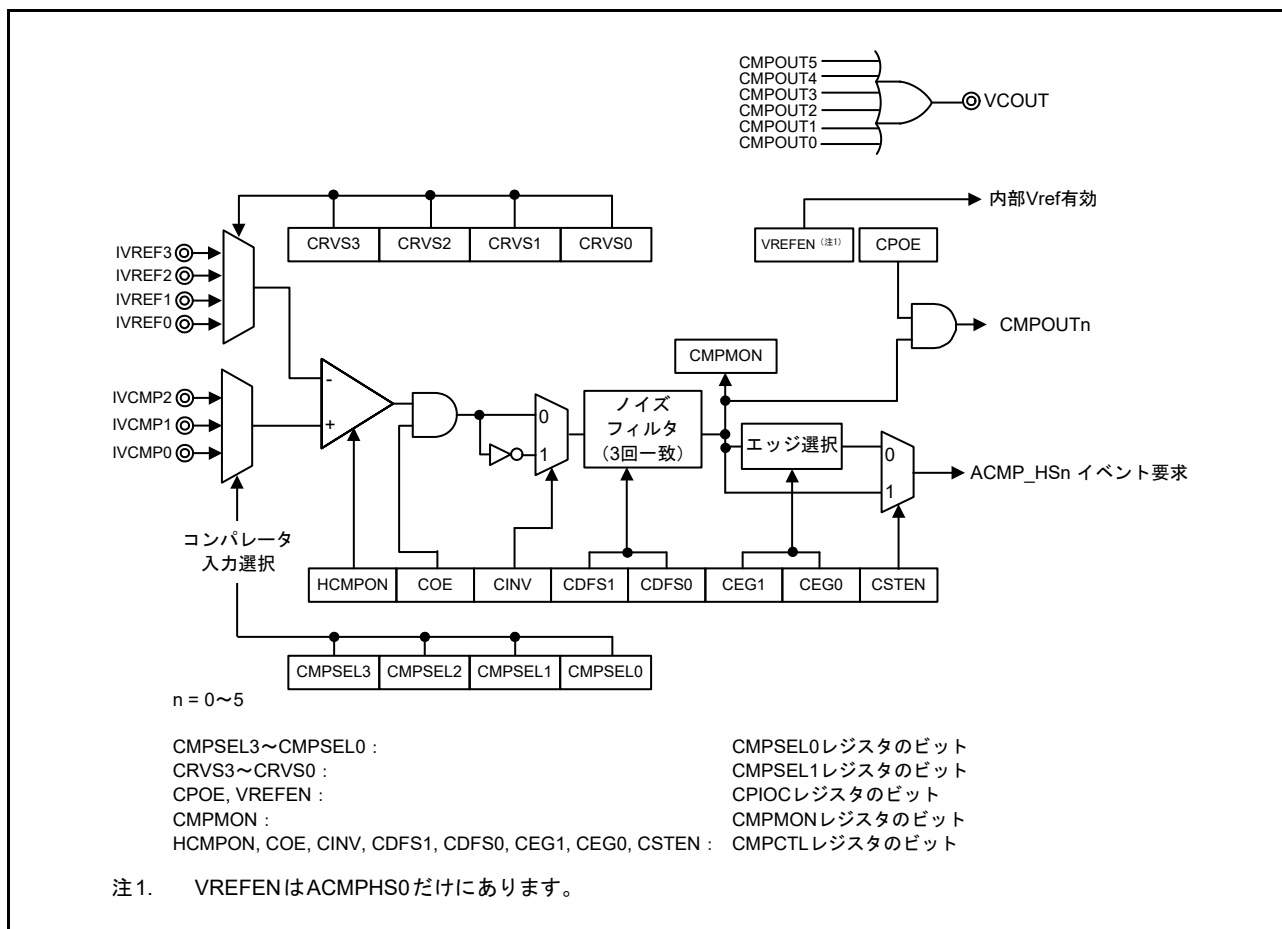 CMPOUT5
CMPOUT4
CMPOUT3
CMPOUT2
CMPOUT1
CMPOUT0
VCOUT
内部Vref有効
CRVS3 CRVS2 CRVS1 CRVS0
VREFEN (注1) CPOE
IVREF3
IVREF2
IVREF1
IVREF0
CMPOUTn
CMPMON
IVCMP2
IVCMP1
IVCMP0
-
+
0
1
ノイズ
フィルタ
(3回一致)
エッジ選択
0
1
ACMP_HSn イベント要求
コンパレータ
入力選択
HCMPON COE CINV CDFS1 CDFS0 CEG1 CEG0 CSTEN
CMPSEL3 CMPSEL2 CMPSEL1 CMPSEL0
n = 0～5
CMPSEL3～CMPSEL0 : CMPSEL0レジスタのビット
CRVS3～CRVS0 : CMPSEL1レジスタのビット
CPOE, VREFEN : CPIOCレジスタのビット
CMPMON : CMPMONレジスタのビット
HCMPON, COE, CINV, CDFS1, CDFS0, CEG1, CEG0, CSTEN : CMPCTLレジスタのビット
注1. VREFENはACMPHS0だけにあります。